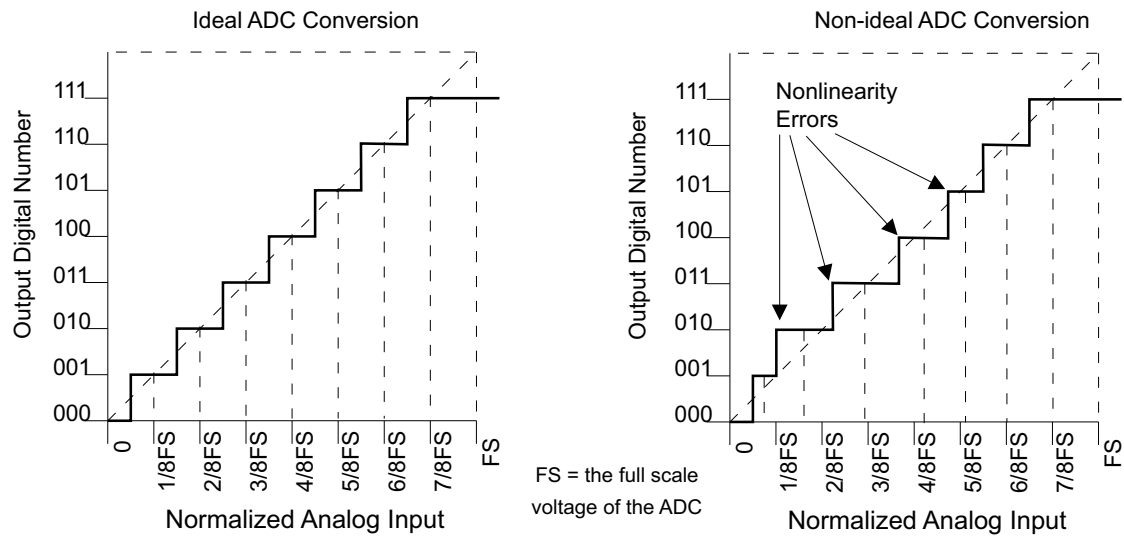 Ideal ADC Conversion
Output Digital Number
111
110
101
100
011
010
001
000
0
1/8FS
2/8FS
3/8FS
4/8FS
5/8FS
6/8FS
7/8FS
FS
Normalized Analog Input
FS = the full scale
voltage of the ADC
Non-ideal ADC Conversion
Nonlinearity
Errors
Output Digital Number
111
110
101
100
011
010
001
000
0
1/8FS
2/8FS
3/8FS
4/8FS
5/8FS
6/8FS
7/8FS
FS
Normalized Analog Input